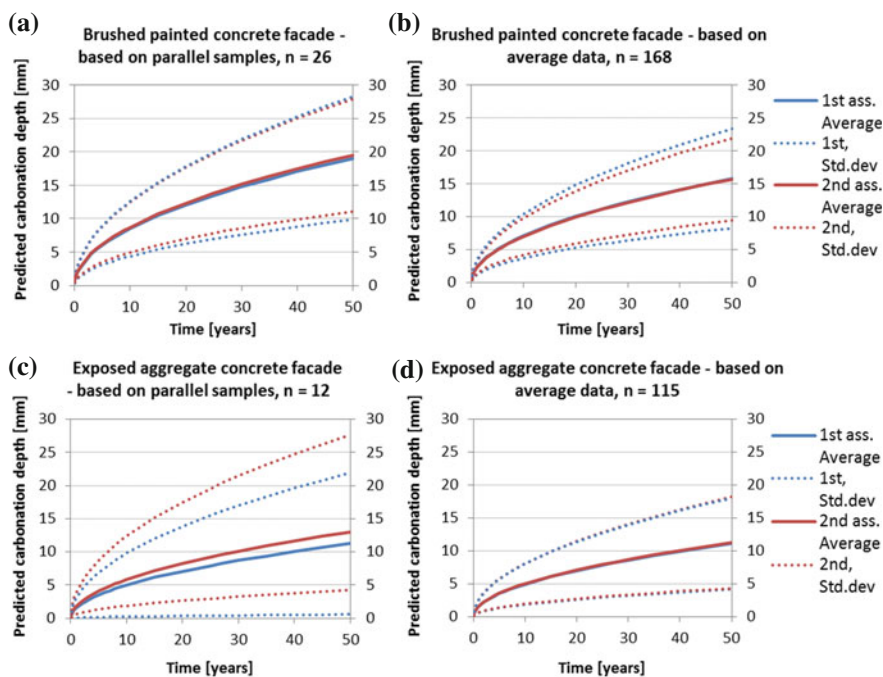 (a)
Brushed painted concrete facade -
based on parallel samples, n = 26
Predicted carbonation depth [mm]
30
25
20
15
10
5
0
30
25
20
15
10
5
0
0 10 20 30 40 50
Time [years]
(b)
Brushed painted concrete facade - based on
average data, n = 168
Predicted carbonation depth [mm]
30
25
20
15
10
5
0
30
25
20
15
10
5
0
0 10 20 30 40 50
Time [years]
1st ass.
Average
1st,
Std.dev
2nd ass.
Average
2nd,
Std.dev
(c)
Exposed aggregate concrete facade
- based on parallel samples, n = 12
Predicted carbonation depth [mm]
30
25
20
15
10
5
0
30
25
20
15
10
5
0
0 10 20 30 40 50
Time [years]
(d)
Exposed aggregate concrete facade - based on
average data, n = 115
Predicted carbonation depth [mm]
30
25
20
15
10
5
0
30
25
20
15
10
5
0
0 10 20 30 40 50
Time [years]
1st ass.
Average
1st,
Std.dev
2nd ass.
Average
2nd,
Std.dev